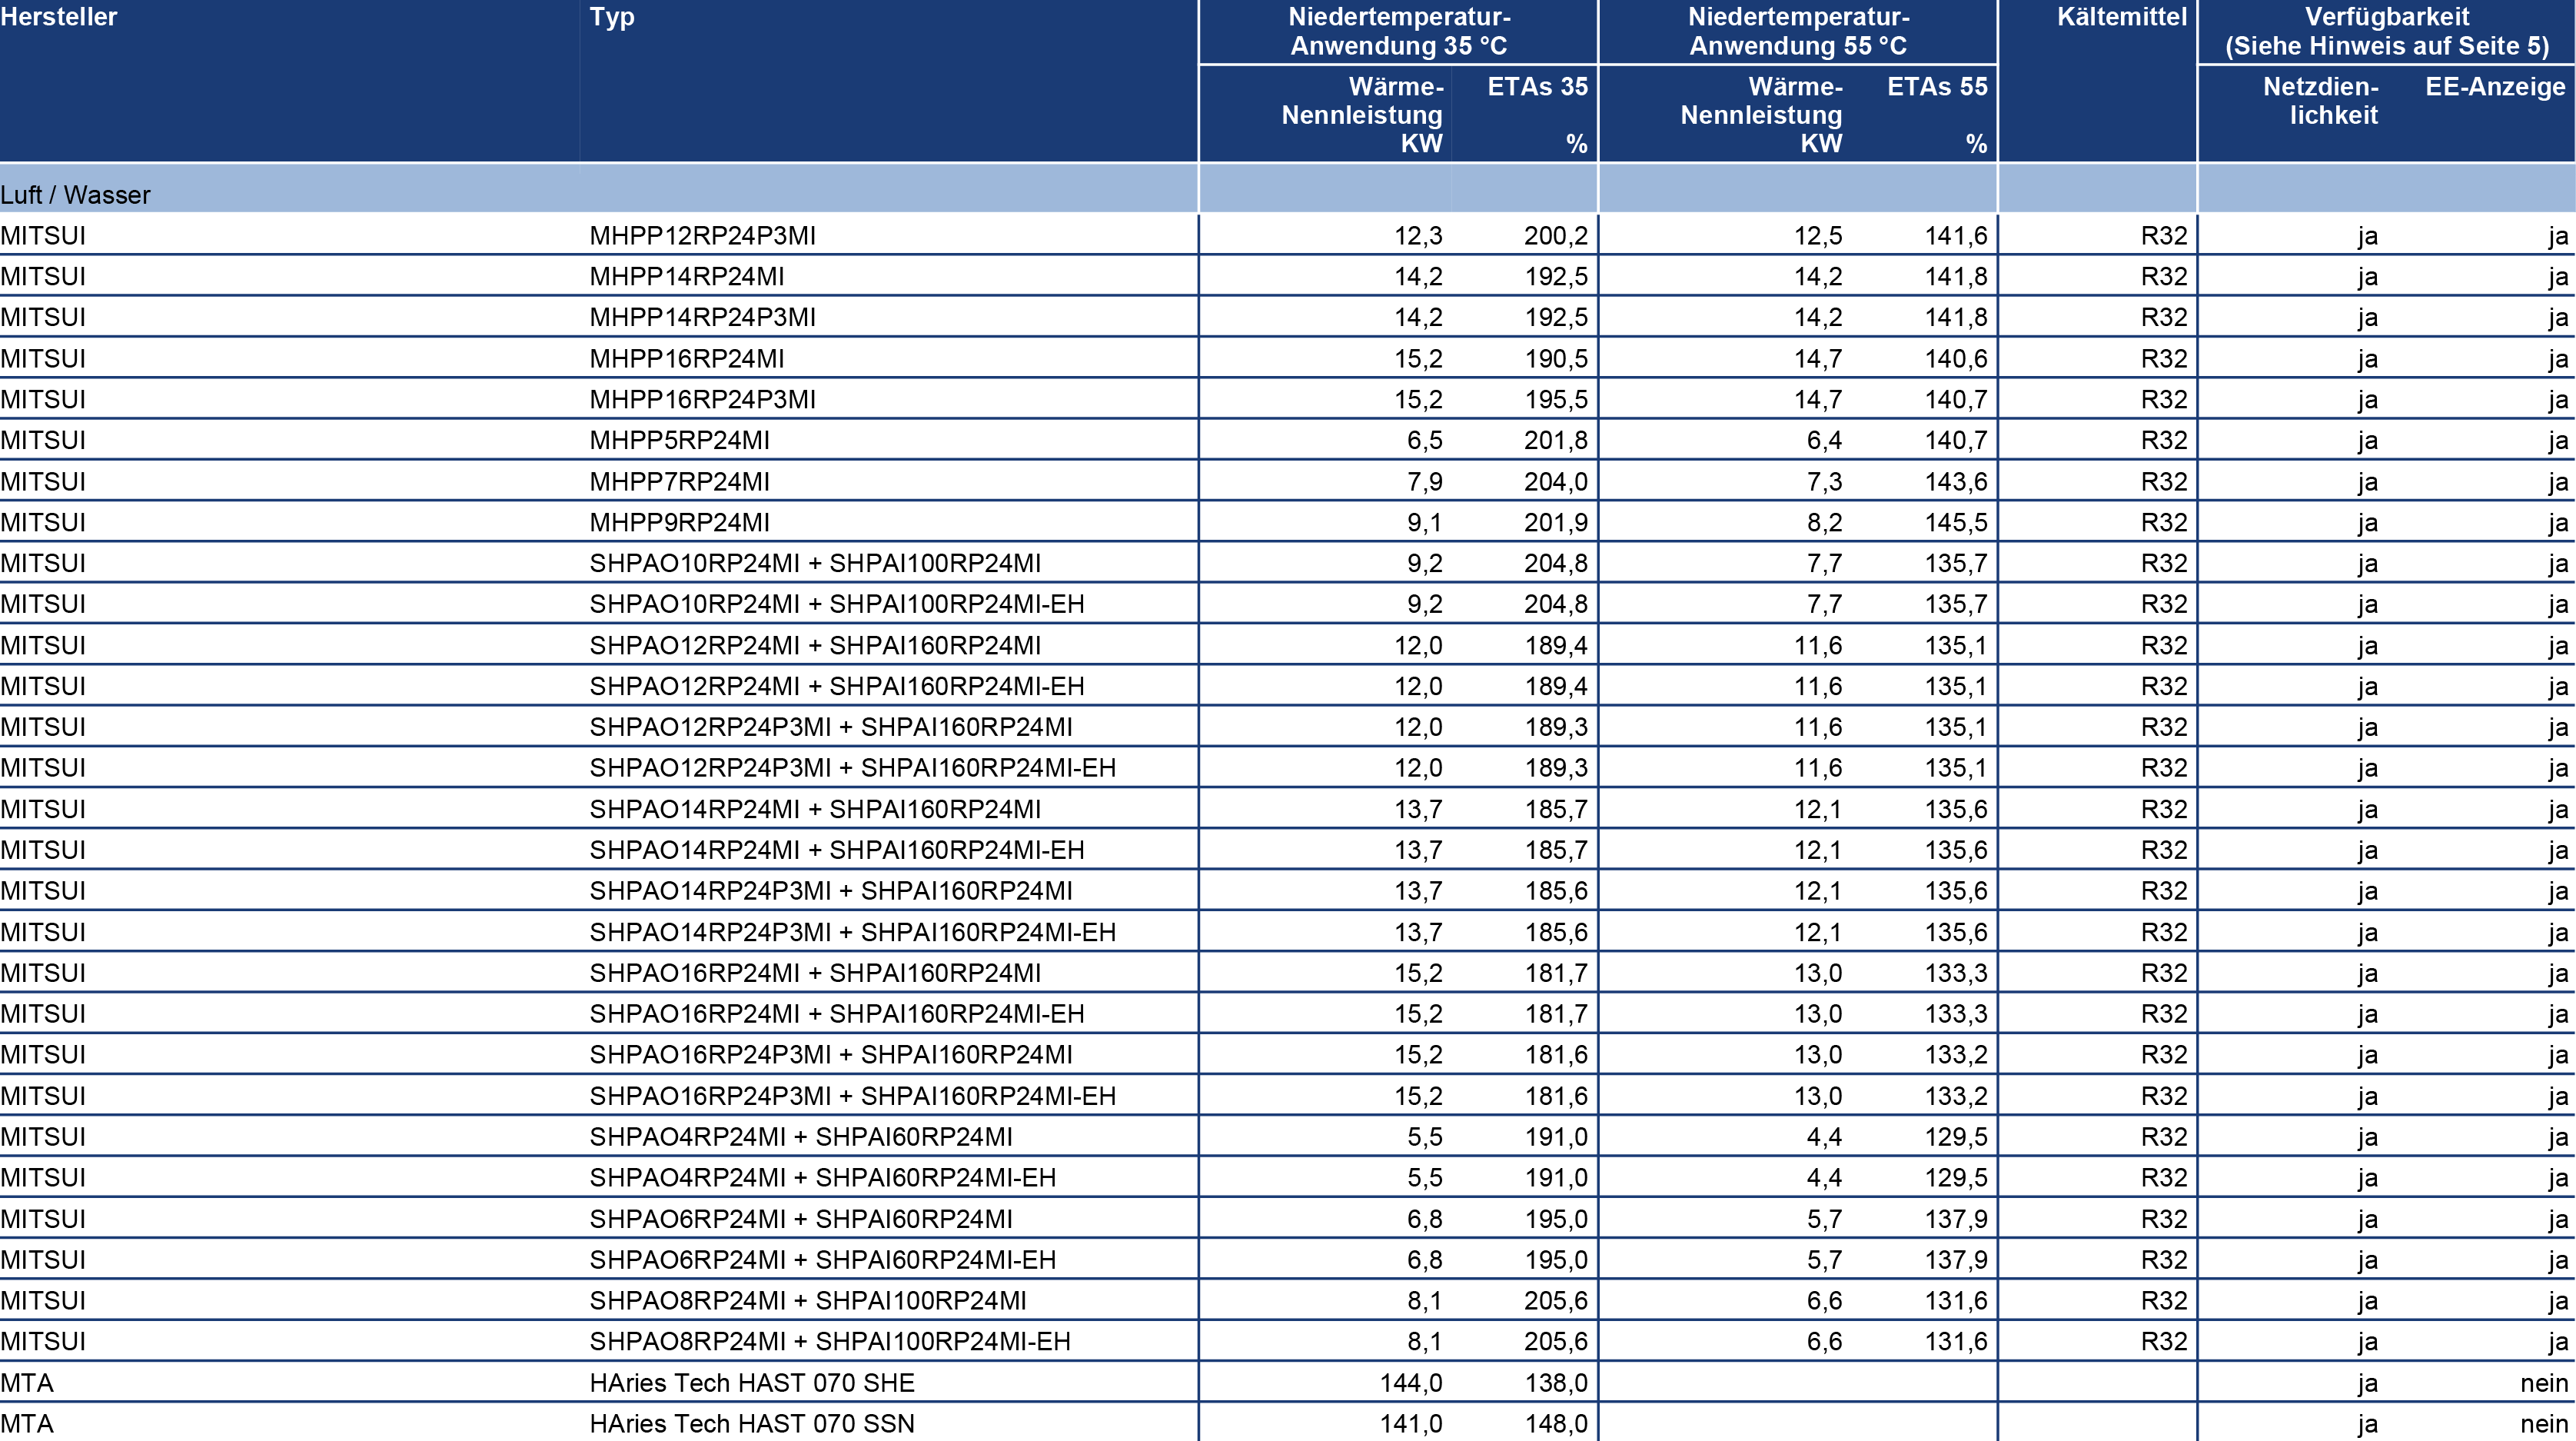 Hersteller Typ Niedertemperatur- Niedertemperatur- Kältemittel Verfügbarkeit
Anwendung 35 °C Anwendung 55 °C (Siehe Hinweis auf Seite 5)
Wärme- ETAs 35 Wärme- ETAs 55 Netzdien- EE-Anzeige
Nennleistung Nennleistung lichkeit
KW % KW %
Luft / Wasser
MITSUI MHPP12RP24P3MI 12,3 200,2 12,5 141,6 R32 ja ja
MITSUI MHPP14RP24MI 14,2 192,5 14,2 141,8 R32 ja ja
MITSUI MHPP14RP24P3MI 14,2 192,5 14,2 141,8 R32 ja ja
MITSUI MHPP16RP24MI 15,2 190,5 14,7 140,6 R32 ja ja
MITSUI MHPP16RP24P3MI 15,2 195,5 14,7 140,7 R32 ja ja
MITSUI MHPP5RP24MI 6,5 201,8 6,4 140,7 R32 ja ja
MITSUI MHPP7RP24MI 7,9 204,0 7,3 143,6 R32 ja ja
MITSUI MHPP9RP24MI 9,1 201,9 8,2 145,5 R32 ja ja
MITSUI SHPAO10RP24MI + SHPAI100RP24MI 9,2 204,8 7,7 135,7 R32 ja ja
MITSUI SHPAO10RP24MI + SHPAI100RP24MI-EH 9,2 204,8 7,7 135,7 R32 ja ja
MITSUI SHPAO12RP24MI + SHPAI160RP24MI 12,0 189,4 11,6 135,1 R32 ja ja
MITSUI SHPAO12RP24MI + SHPAI160RP24MI-EH 12,0 189,4 11,6 135,1 R32 ja ja
MITSUI SHPAO12RP24P3MI + SHPAI160RP24MI 12,0 189,3 11,6 135,1 R32 ja ja
MITSUI SHPAO12RP24P3MI + SHPAI160RP24MI-EH 12,0 189,3 11,6 135,1 R32 ja ja
MITSUI SHPAO14RP24MI + SHPAI160RP24MI 13,7 185,7 12,1 135,6 R32 ja ja
MITSUI SHPAO14RP24MI + SHPAI160RP24MI-EH 13,7 185,7 12,1 135,6 R32 ja ja
MITSUI SHPAO14RP24P3MI + SHPAI160RP24MI 13,7 185,6 12,1 135,6 R32 ja ja
MITSUI SHPAO14RP24P3MI + SHPAI160RP24MI-EH 13,7 185,6 12,1 135,6 R32 ja ja
MITSUI SHPAO16RP24MI + SHPAI160RP24MI 15,2 181,7 13,0 133,3 R32 ja ja
MITSUI SHPAO16RP24MI + SHPAI160RP24MI-EH 15,2 181,7 13,0 133,3 R32 ja ja
MITSUI SHPAO16RP24P3MI + SHPAI160RP24MI 15,2 181,6 13,0 133,2 R32 ja ja
MITSUI SHPAO16RP24P3MI + SHPAI160RP24MI-EH 15,2 181,6 13,0 133,2 R32 ja ja
MITSUI SHPAO4RP24MI + SHPAI60RP24MI 5,5 191,0 4,4 129,5 R32 ja ja
MITSUI SHPAO4RP24MI + SHPAI60RP24MI-EH 5,5 191,0 4,4 129,5 R32 ja ja
MITSUI SHPAO6RP24MI + SHPAI60RP24MI 6,8 195,0 5,7 137,9 R32 ja ja
MITSUI SHPAO6RP24MI + SHPAI60RP24MI-EH 6,8 195,0 5,7 137,9 R32 ja ja
MITSUI SHPAO8RP24MI + SHPAI100RP24MI 8,1 205,6 6,6 131,6 R32 ja ja
MITSUI SHPAO8RP24MI + SHPAI100RP24MI-EH 8,1 205,6 6,6 131,6 R32 ja ja
MTA HAries Tech HAST 070 SHE 144,0 138,0 ja nein
MTA HAries Tech HAST 070 SSN 141,0 148,0 ja nein